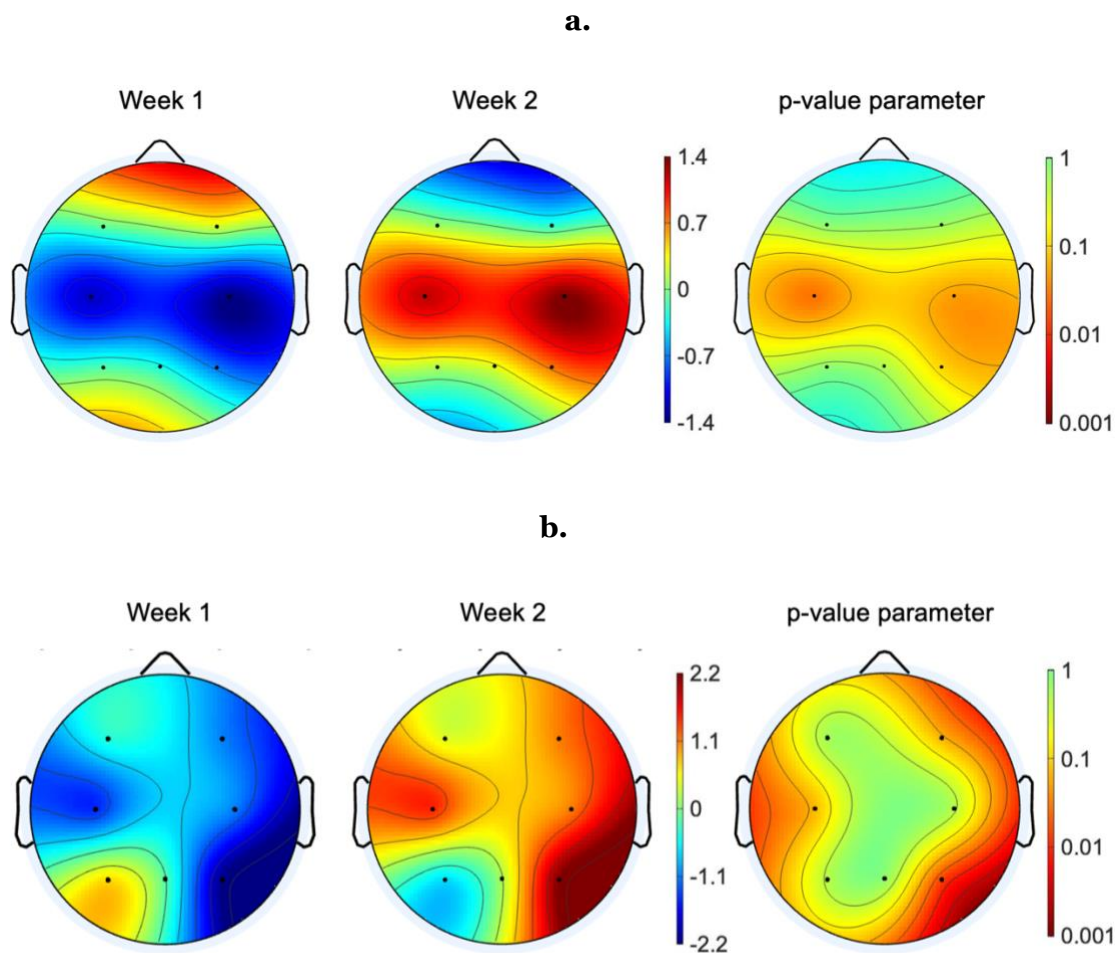 a.
Week 1
Week 2
p-value parameter
1.4
0.7
0
-0.7
-1.4
1
0.1
0.01
0.001
b.
Week 1
Week 2
p-value parameter
2.2
1.1
0
-1.1
-2.2
1
0.1
0.01
0.001